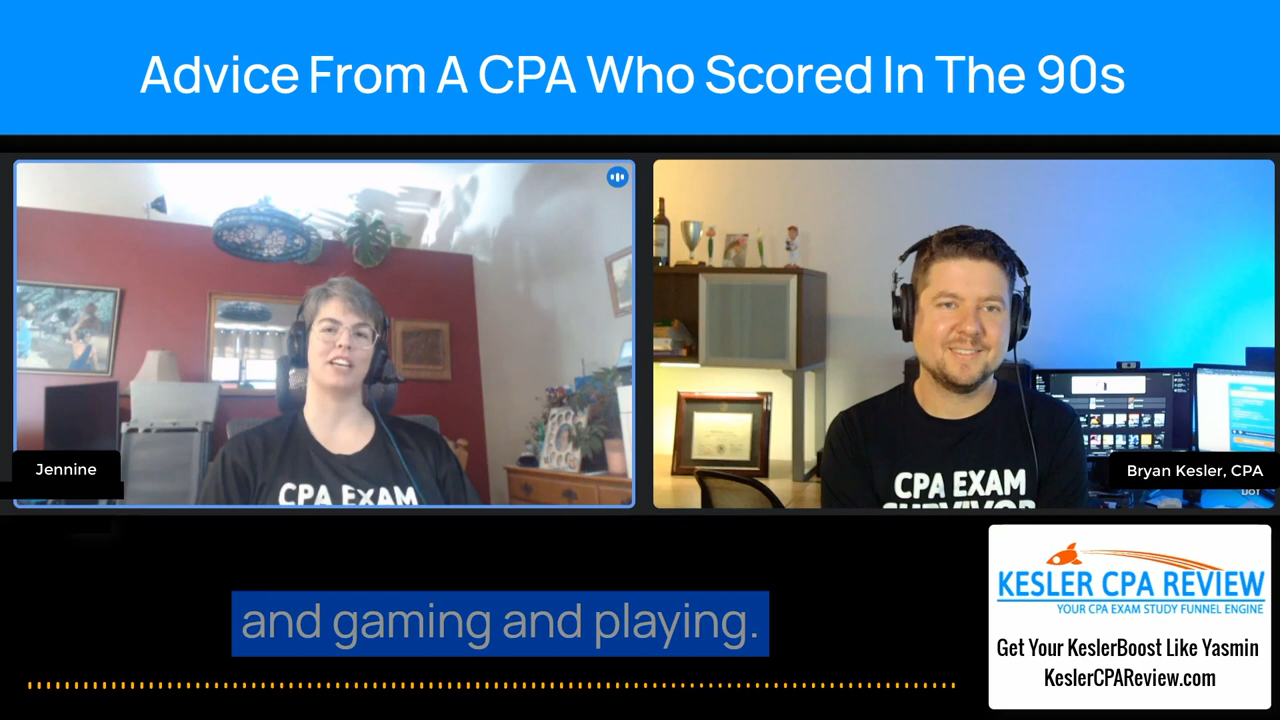 Advice From A CPA Who Scored In The 90s
Jennine
CPA EXAM
Bryan Kesler, CPA
CPA EXAM
SURVIVOR
and gaming and playing.
KESLER CPA REVIEW
YOUR CPA EXAM STUDY FUNNEL ENGINE
Get Your KeslerBoost Like Yasmin
KeslerCPAReview.com